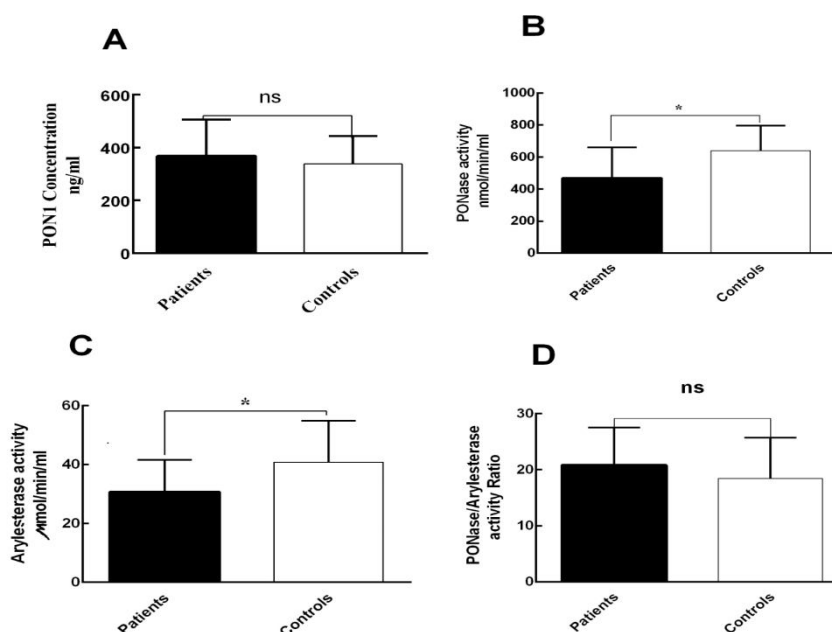 A
ns
600
400
200
0
PON1 Concentration
ng/ml
Patients
Controls
B
*
1000
800
600
400
200
0
PONase activity
nmol/min/ml
Patients
Controls
C
*
60
40
20
0
Arylesterase activity
μmol/min/ml
Patients
Controls
D
ns
30
20
10
0
PONase/Arylesterase
activity Ratio
Patients
Controls